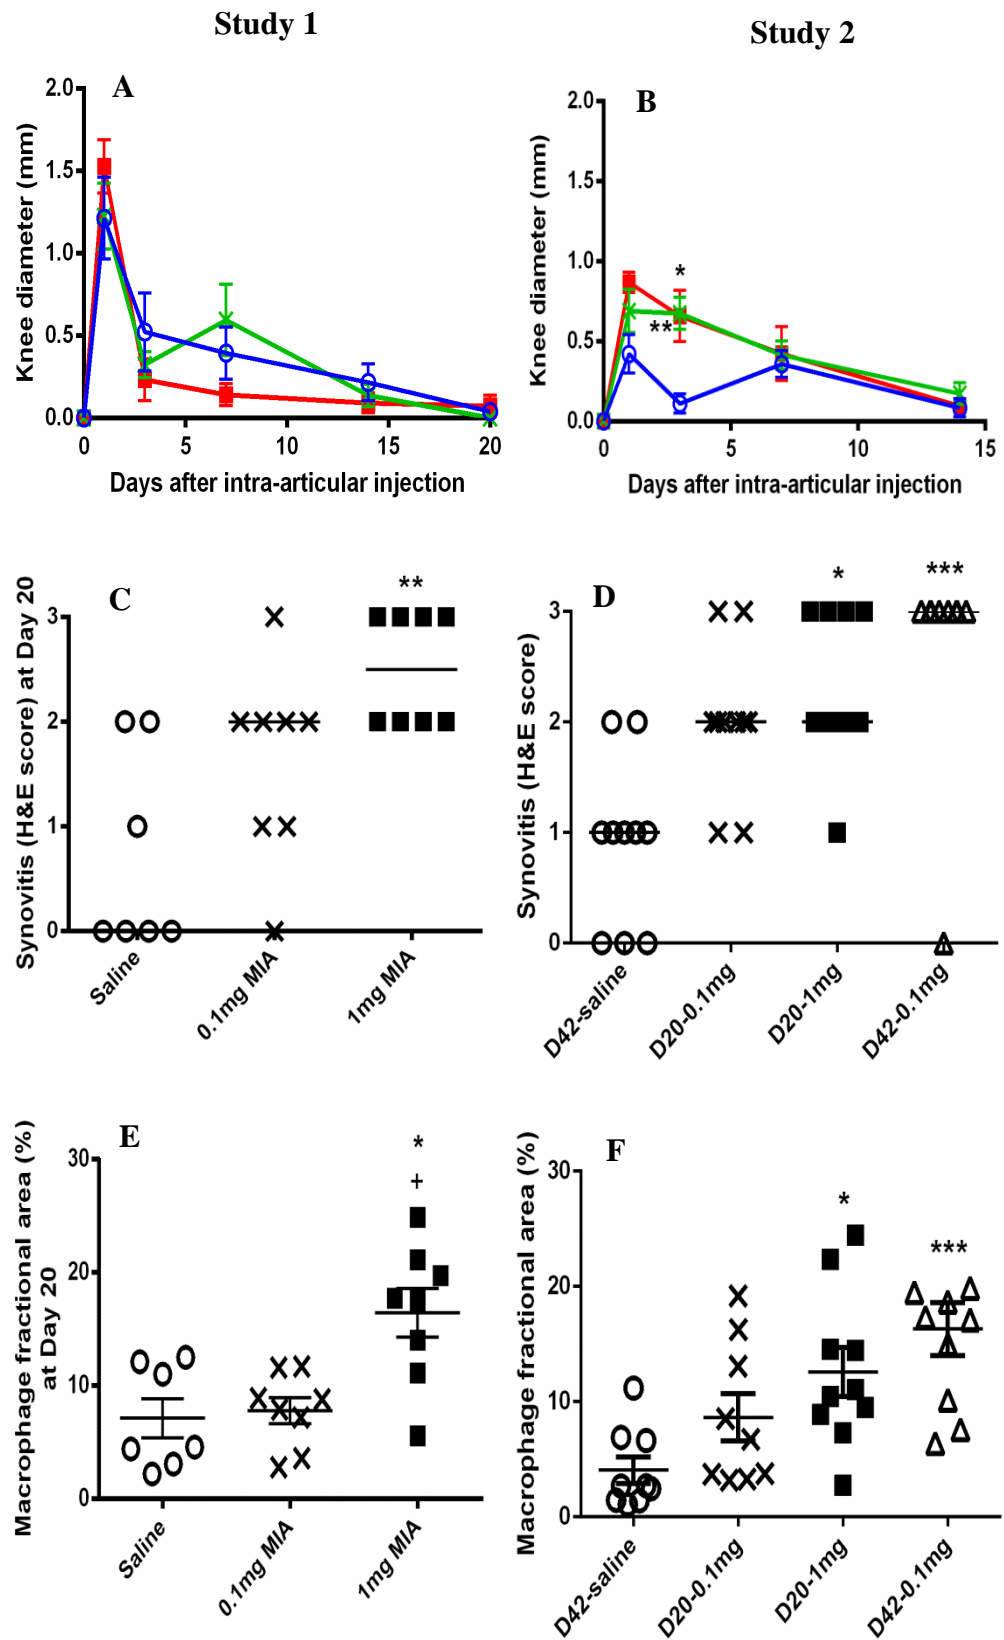 Study 1
Study 2
A
Knee diameter (mm)
2.0
1.5
1.0
0.5
0.0
0
5
10
15
20
Days after intra-articular injection
B
Knee diameter (mm)
2.0
1.5
1.0
0.5
0.0
*
**
0
5
10
15
Days after intra-articular injection
C
Synovitis (H&E score) at Day 20
3
2
1
0
**
Saline
0.1mg MIA
1mg MIA
D
Synovitis (H&E score)
3
2
1
0
*
***
D42-saline
D20-0.1mg
D20-1mg
D42-0.1mg
E
Macrophage fractional area (%)
at Day 20
30
20
10
0
*
+
Saline
0.1mg MIA
1mg MIA
F
Macrophage fractional area (%)
30
20
10
0
*
***
D42-saline
D20-0.1mg
D20-1mg
D42-0.1mg